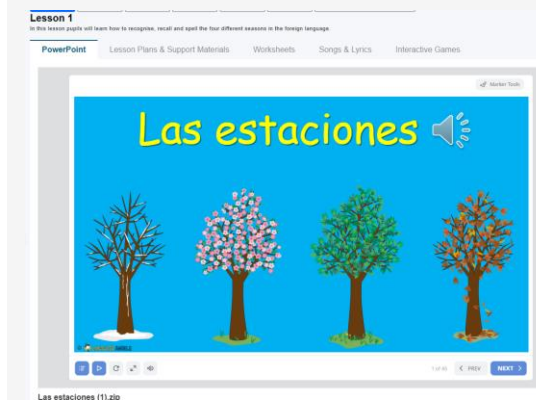 Lesson 1
In this lesson pupils will learn how to recognise, recall and spell the four different seasons in the foreign language.
PowerPoint Lesson Plans & Support Materials Worksheets Songs & Lyrics Interactive Games
Marker Tools
Las estaciones
PREV NEXT
Las estaciones (1).zip